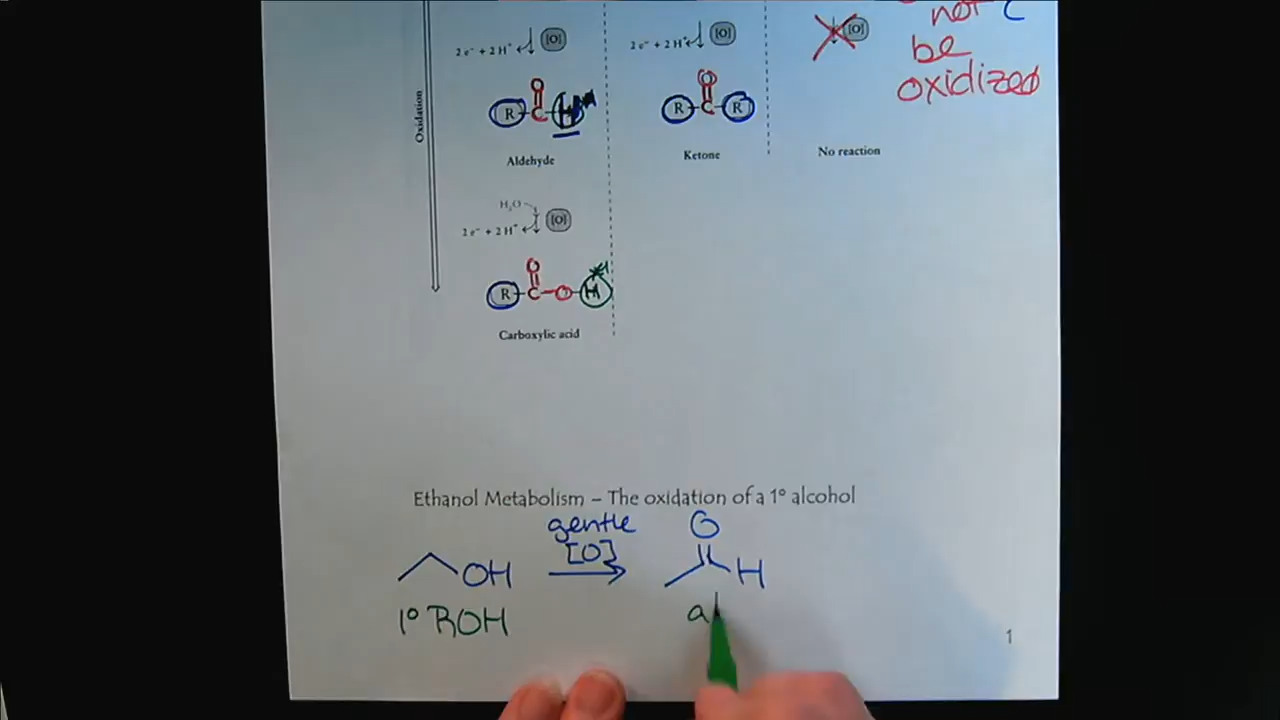 not C
[O] [O] [O]
2 e⁻ + 2 H⁺ 2 e⁻ + 2 H⁺
be
oxidized
Oxidation
O O
R C H R C R
Aldehyde Ketone No reaction
H₂O
[O]
2 e⁻ + 2 H⁺
O
R C O H
Carboxylic acid
Ethanol Metabolism – The oxidation of a 1° alcohol
gentle O
[O]
OH H
1° ROH al
1